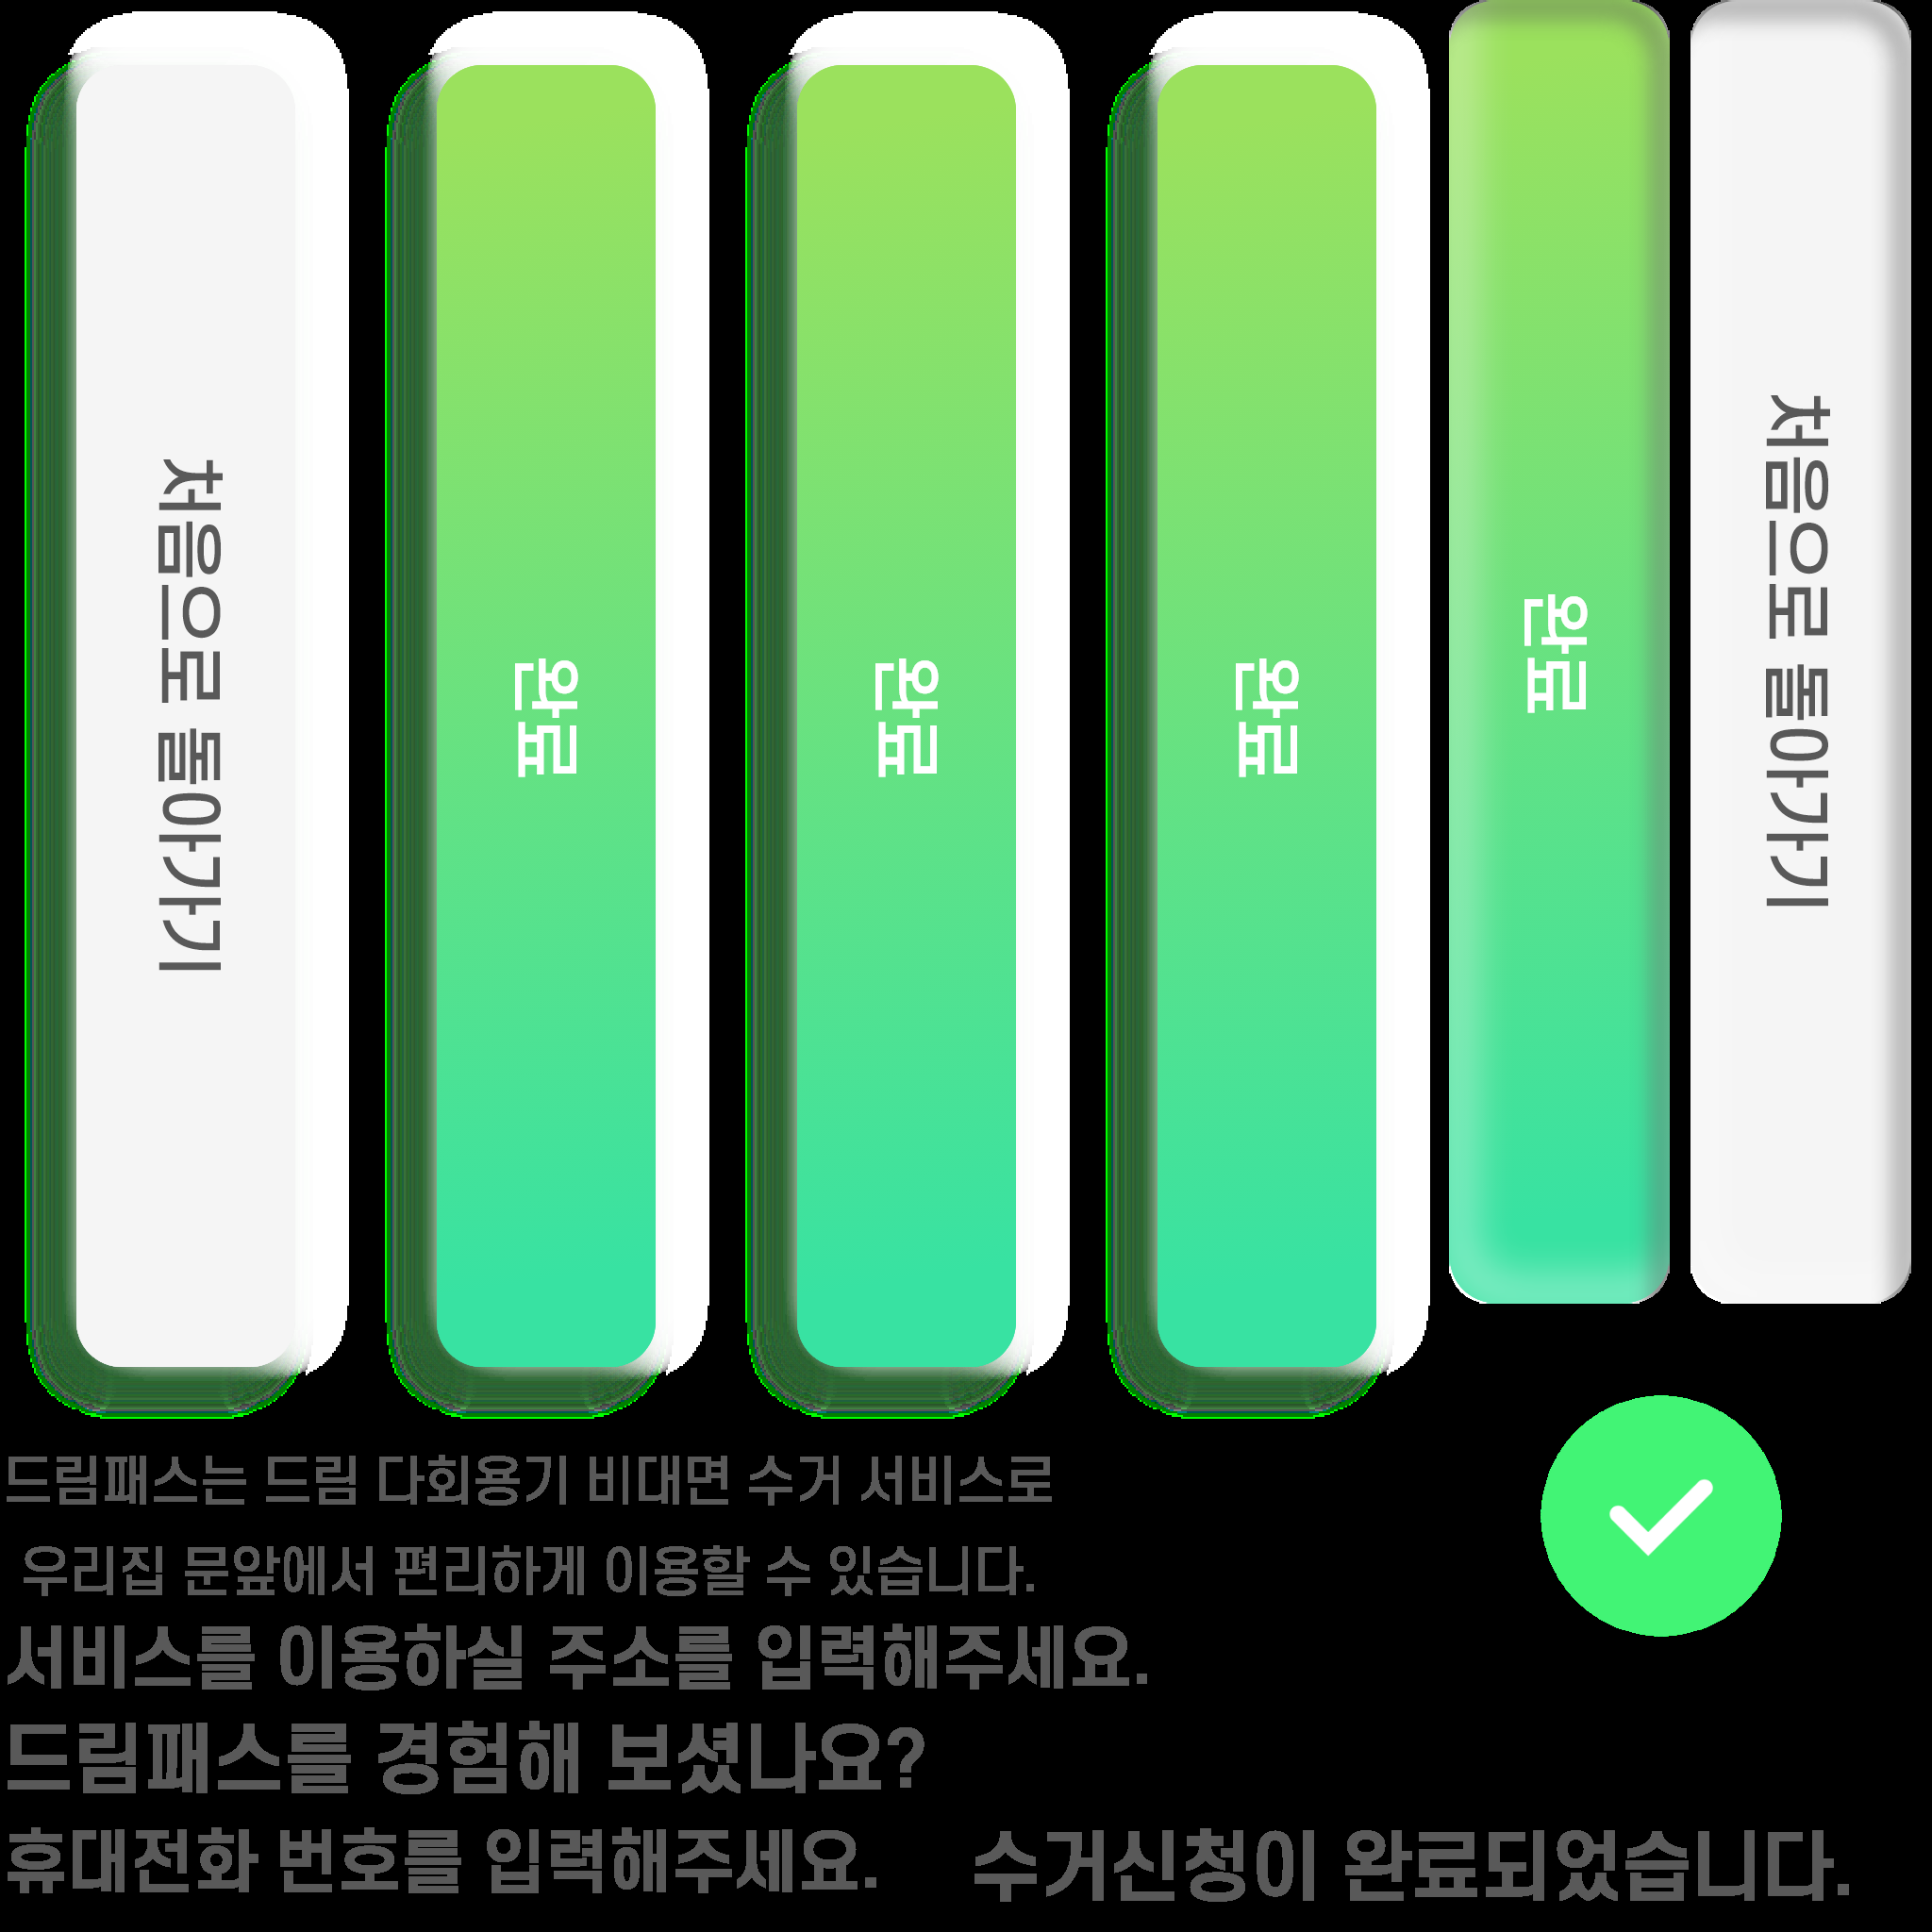 처음으로 돌아가기
완료
완료
완료
완료
처음으로 돌아가기
드림패스는 드림 다회용기 비대면 수거 서비스로
우리집 문앞에서 편리하게 이용할 수 있습니다.
서비스를 이용하실 주소를 입력해주세요.
드림패스를 경험해 보셨나요?
휴대전화 번호를 입력해주세요.
수거신청이 완료되었습니다.